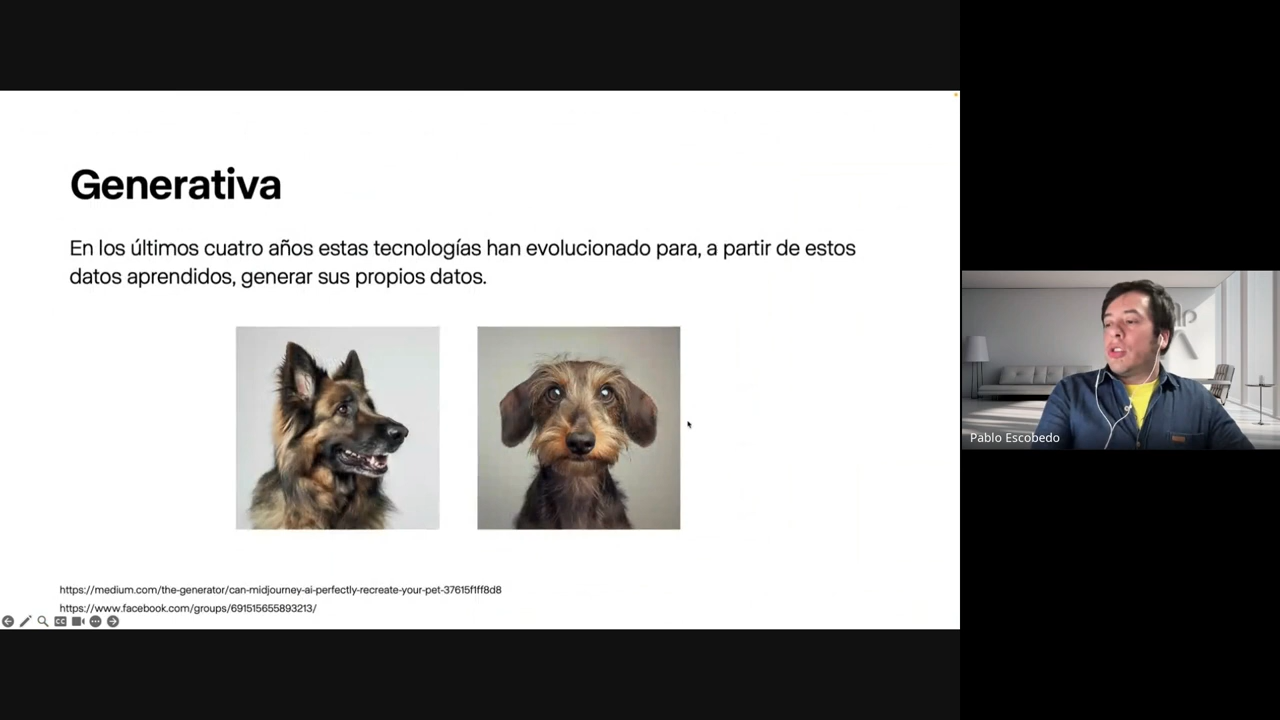 Generativa
En los últimos cuatro años estas tecnologías han evolucionado para, a partir de estos
datos aprendidos, generar sus propios datos.
https://medium.com/the-generator/can-midjourney-ai-perfectly-recreate-your-pet-37615f1ff8d8
https://www.facebook.com/groups/691515655893213/
Pablo Escobedo